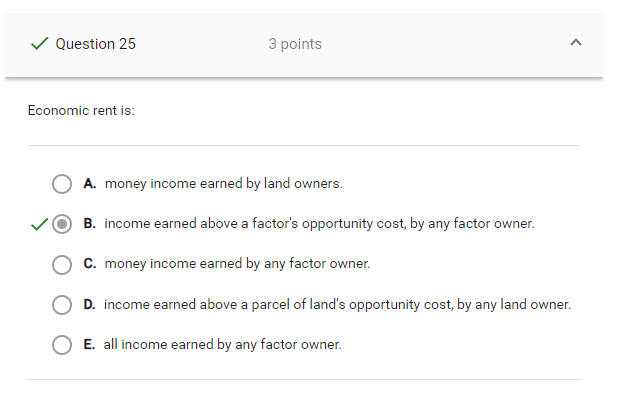 Question 25 3 points
Economic rent is:
A. money income earned by land owners.
B. income earned above a factor's opportunity cost, by any factor owner.
C. money income earned by any factor owner.
D. income earned above a parcel of land's opportunity cost, by any land owner.
E. all income earned by any factor owner.